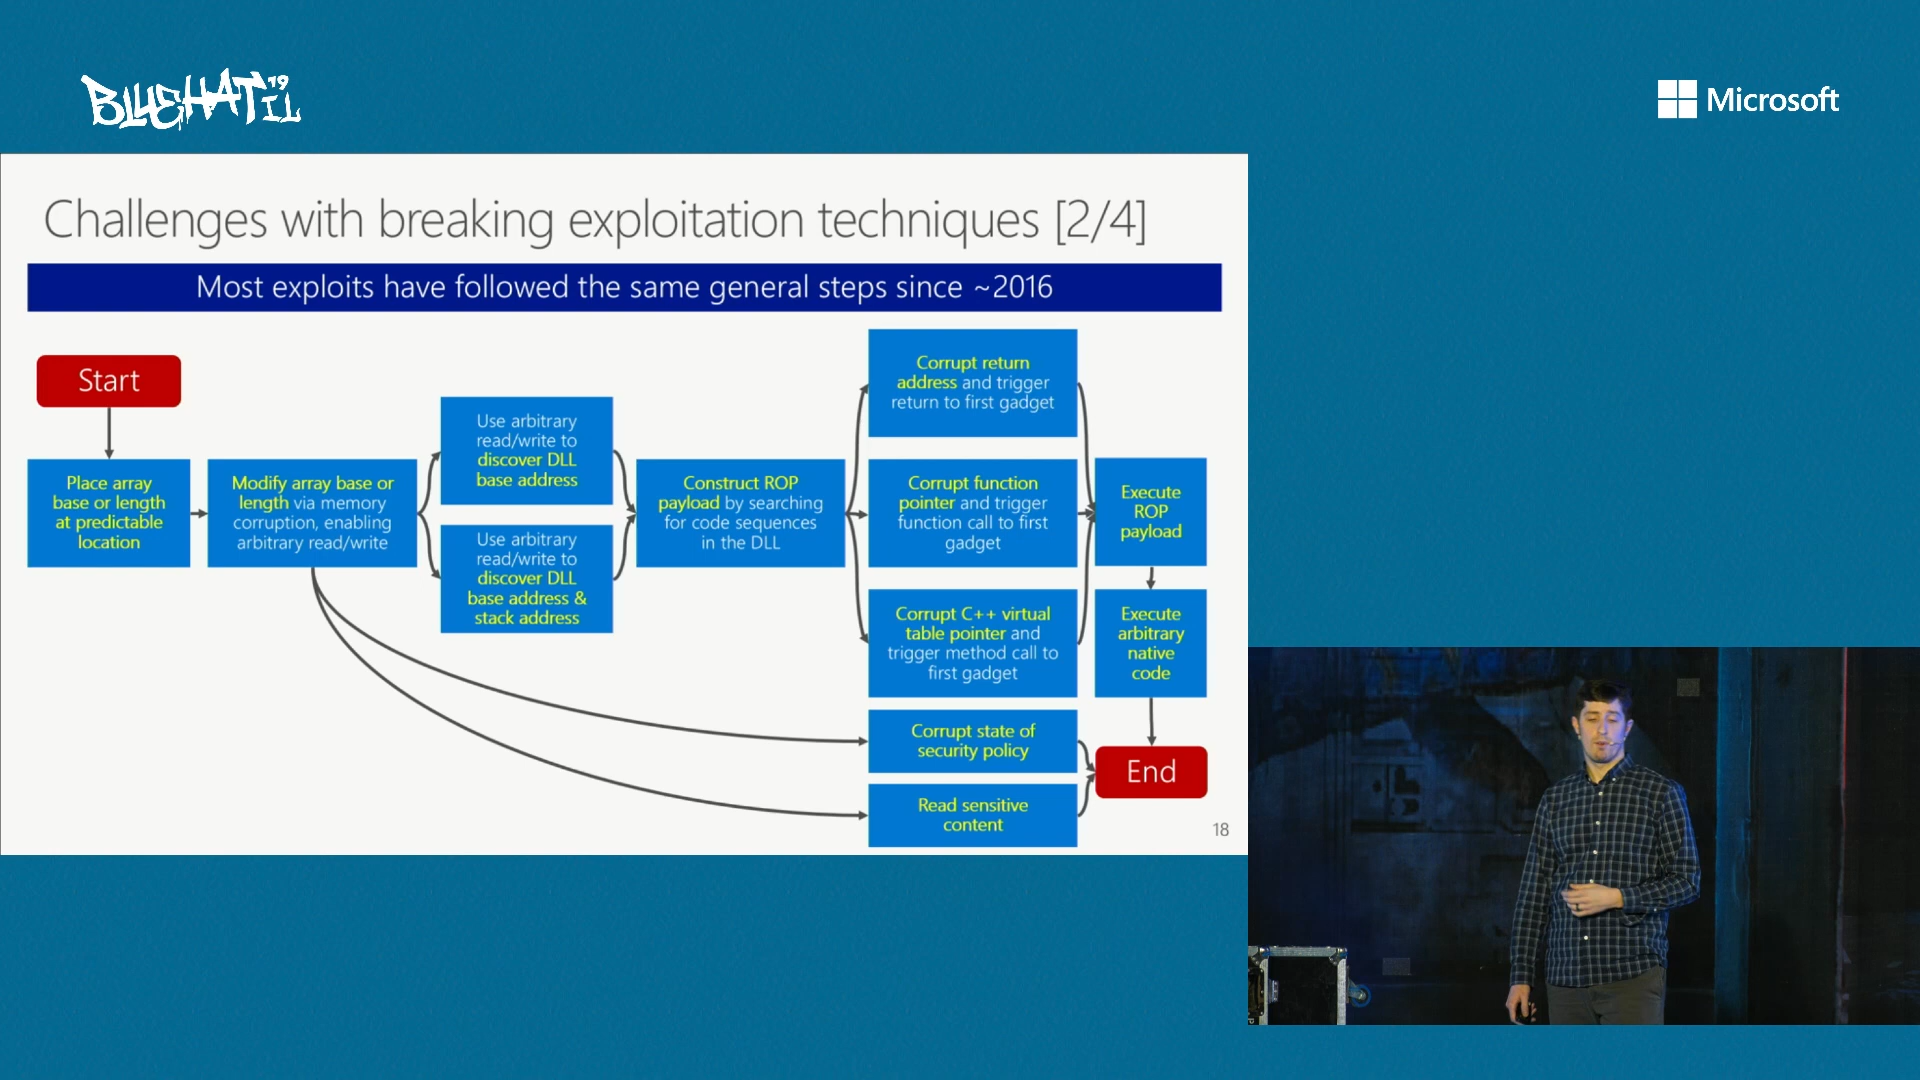 BLUEHAT IL 19
Microsoft
Challenges with breaking exploitation techniques [2/4]
Most exploits have followed the same general steps since ~2016
Start
Place array
base or length
at predictable
location
Modify array base or
length via memory
corruption, enabling
arbitrary read/write
Use arbitrary
read/write to
discover DLL
base address
Use arbitrary
read/write to
discover DLL
base address &
stack address
Construct ROP
payload by searching
for code sequences
in the DLL
Corrupt return
address and trigger
return to first gadget
Corrupt function
pointer and trigger
function call to first
gadget
Corrupt C++ virtual
table pointer and
trigger method call to
first gadget
Corrupt state of
security policy
Read sensitive
content
Execute
ROP
payload
Execute
arbitrary
native
code
End
18